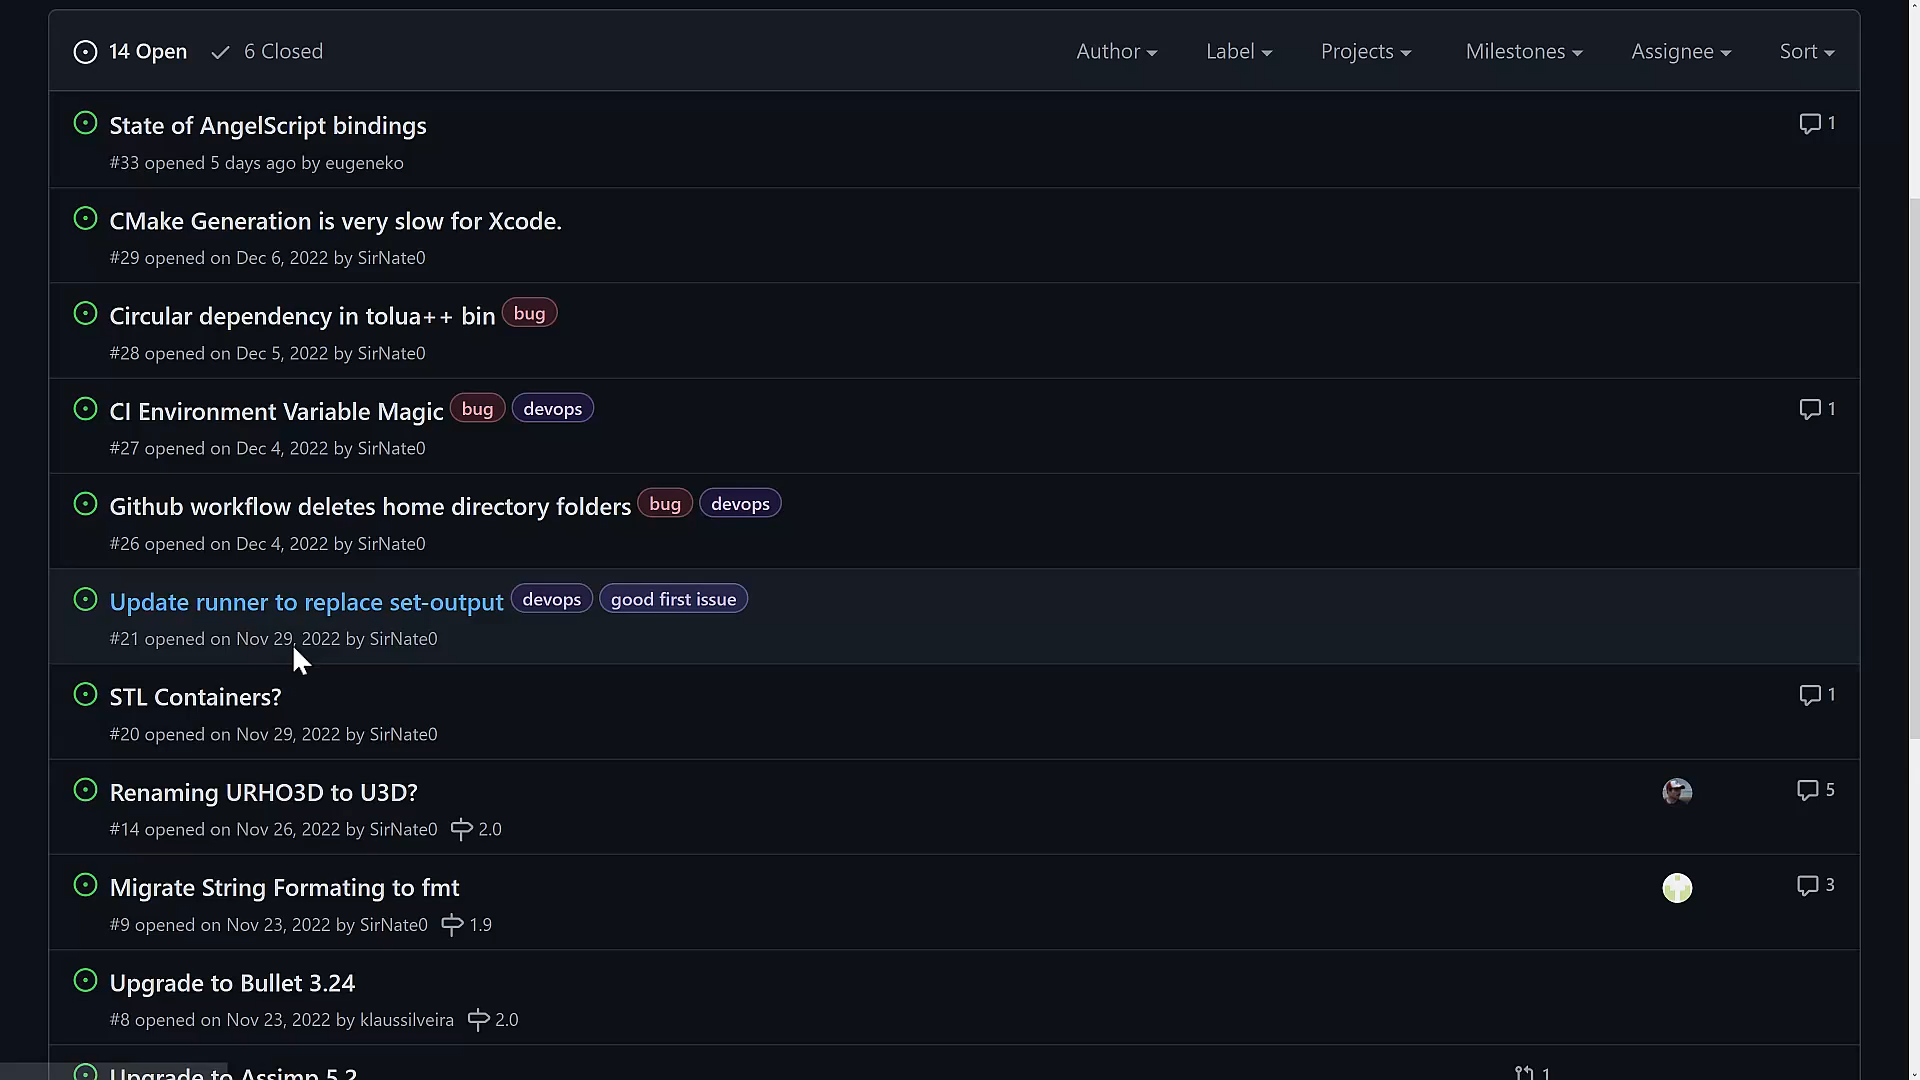 14 Open 6 Closed Author Label Projects Milestones Assignee Sort
State of AngelScript bindings 1
#33 opened 5 days ago by eugeneko
CMake Generation is very slow for Xcode.
#29 opened on Dec 6, 2022 by SirNate0
Circular dependency in tolua++ bin bug
#28 opened on Dec 5, 2022 by SirNate0
CI Environment Variable Magic bug devops 1
#27 opened on Dec 4, 2022 by SirNate0
Github workflow deletes home directory folders bug devops
#26 opened on Dec 4, 2022 by SirNate0
Update runner to replace set-output devops good first issue
#21 opened on Nov 29, 2022 by SirNate0
STL Containers? 1
#20 opened on Nov 29, 2022 by SirNate0
Renaming URHO3D to U3D? 5
#14 opened on Nov 26, 2022 by SirNate0 2.0
Migrate String Formating to fmt 3
#9 opened on Nov 23, 2022 by SirNate0 1.9
Upgrade to Bullet 3.24
#8 opened on Nov 23, 2022 by klaussilveira 2.0
Upgrade to Assimp 5.2 1